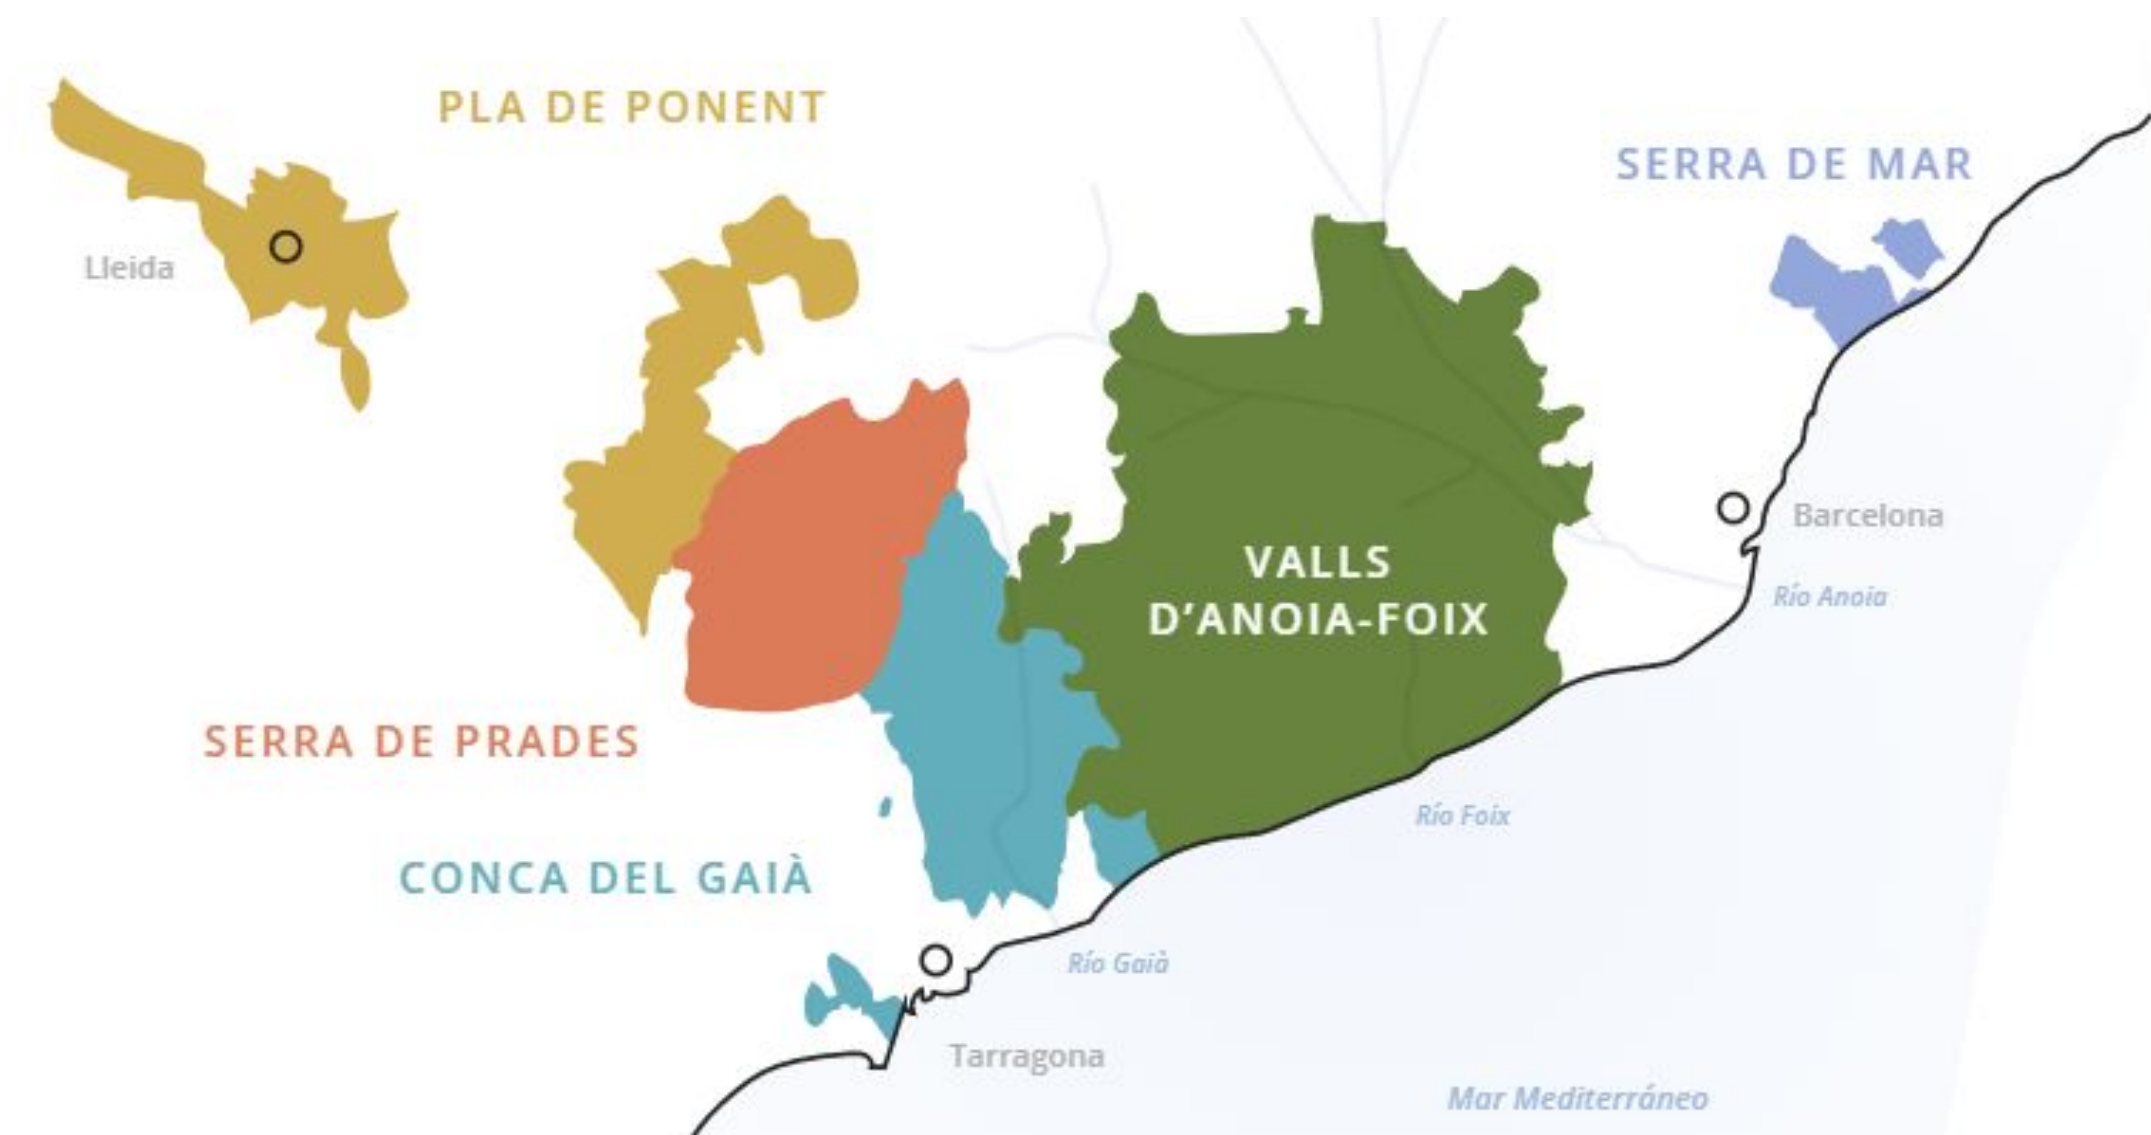 PLA DE PONENT
SERRA DE MAR
Lleida
Barcelona
VALLS
D’ANOIA-FOIX
Río Anoia
SERRA DE PRADES
Río Foix
CONCA DEL GAIÀ
Río Gaià
Tarragona
Mar Mediterráneo